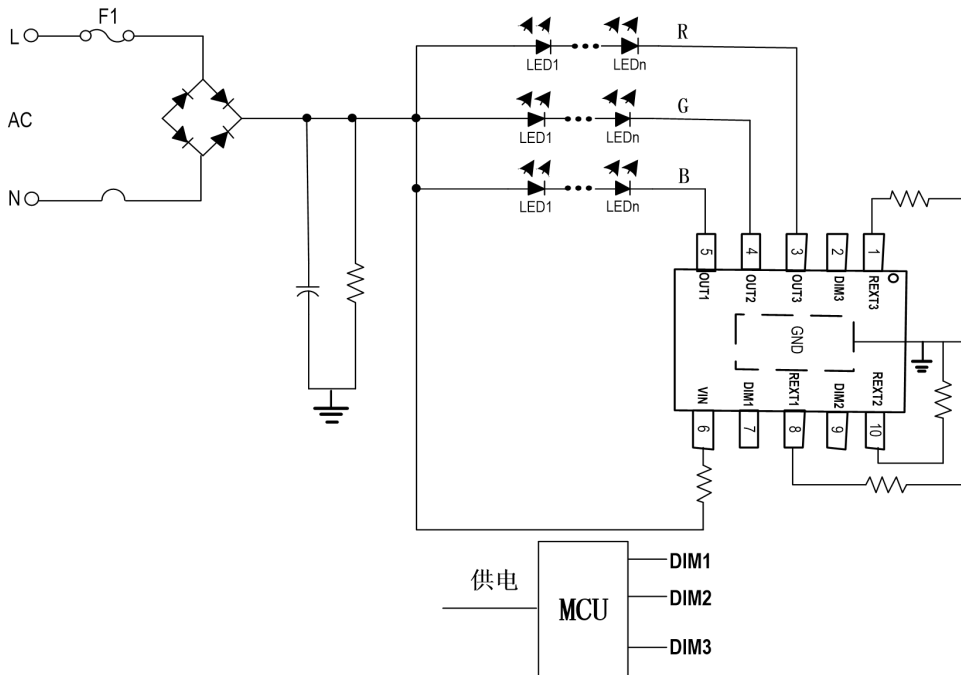 F1
L
AC
N
LED1
LEDn
R
LED1
LEDn
G
LED1
LEDn
B
5
4
3
2
1
OUT1
OUT2
OUT3
DIM3
REXT3
GND
VIN
DIM1
REXT1
DIM2
REXT2
6
7
8
9
10
供电
MCU
DIM1
DIM2
DIM3